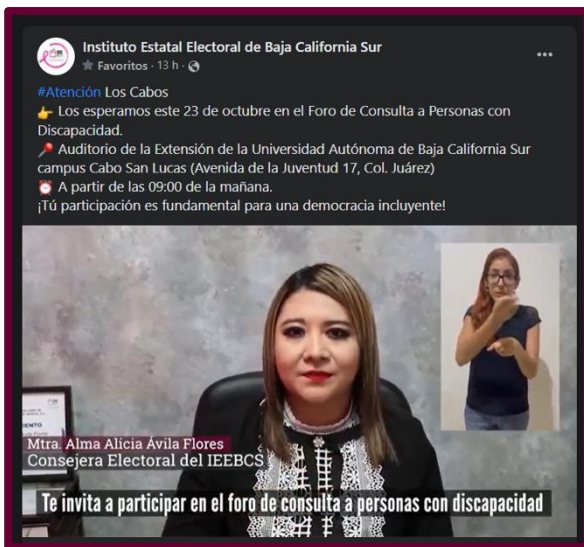 Instituto Estatal Electoral de Baja California Sur
Favoritos · 13 h ·
#Atención Los Cabos
👉 Los esperamos este 23 de octubre en el Foro de Consulta a Personas con
Discapacidad.
📍 Auditorio de la Extensión de la Universidad Autónoma de Baja California Sur
campus Cabo San Lucas (Avenida de la Juventud 17, Col. Juárez)
⏰ A partir de las 09:00 de la mañana.
¡Tú participación es fundamental para una democracia incluyente!
Mtra. Alma Alicia Ávila Flores
Consejera Electoral del IEEBCS
Te invita a participar en el foro de consulta a personas con discapacidad